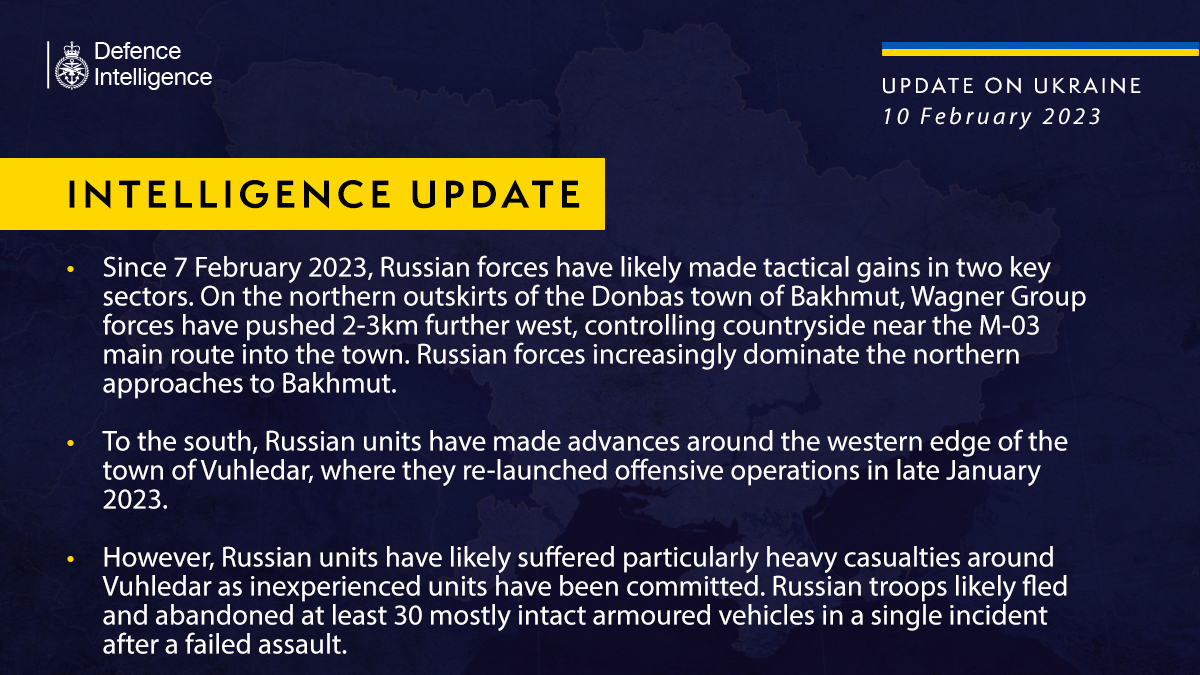 Defence
Intelligence
UPDATE ON UKRAINE
10 February 2023
INTELLIGENCE UPDATE
• Since 7 February 2023, Russian forces have likely made tactical gains in two key
sectors. On the northern outskirts of the Donbas town of Bakhmut, Wagner Group
forces have pushed 2-3km further west, controlling countryside near the M-03
main route into the town. Russian forces increasingly dominate the northern
approaches to Bakhmut.
• To the south, Russian units have made advances around the western edge of the
town of Vuhledar, where they re-launched offensive operations in late January
2023.
• However, Russian units have likely suffered particularly heavy casualties around
Vuhledar as inexperienced units have been committed. Russian troops likely fled
and abandoned at least 30 mostly intact armoured vehicles in a single incident
after a failed assault.